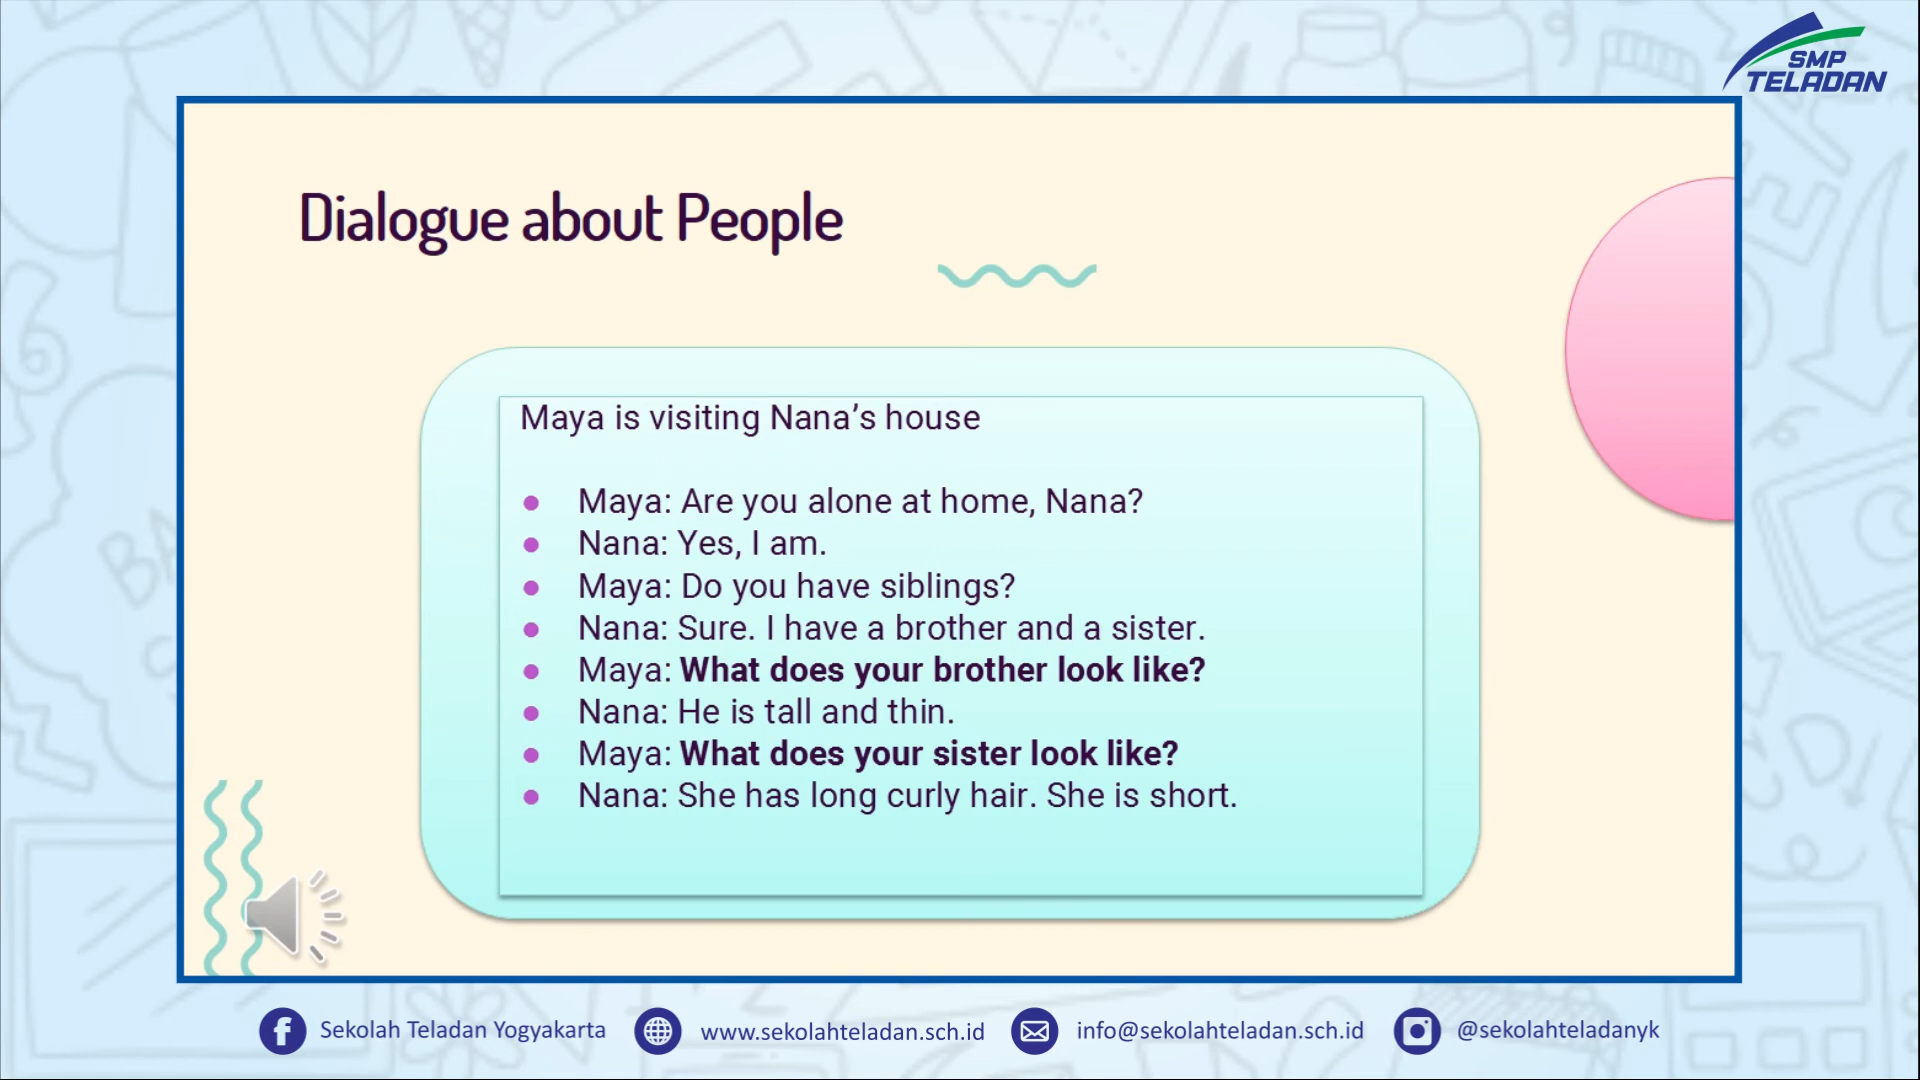 SMP
TELADAN
Dialogue about People
Maya is visiting Nana’s house
● Maya: Are you alone at home, Nana?
● Nana: Yes, I am.
● Maya: Do you have siblings?
● Nana: Sure. I have a brother and a sister.
● Maya: What does your brother look like?
● Nana: He is tall and thin.
● Maya: What does your sister look like?
● Nana: She has long curly hair. She is short.
Sekolah Teladan Yogyakarta
www.sekolahteladan.sch.id
info@sekolahteladan.sch.id
@sekolahteladanyk